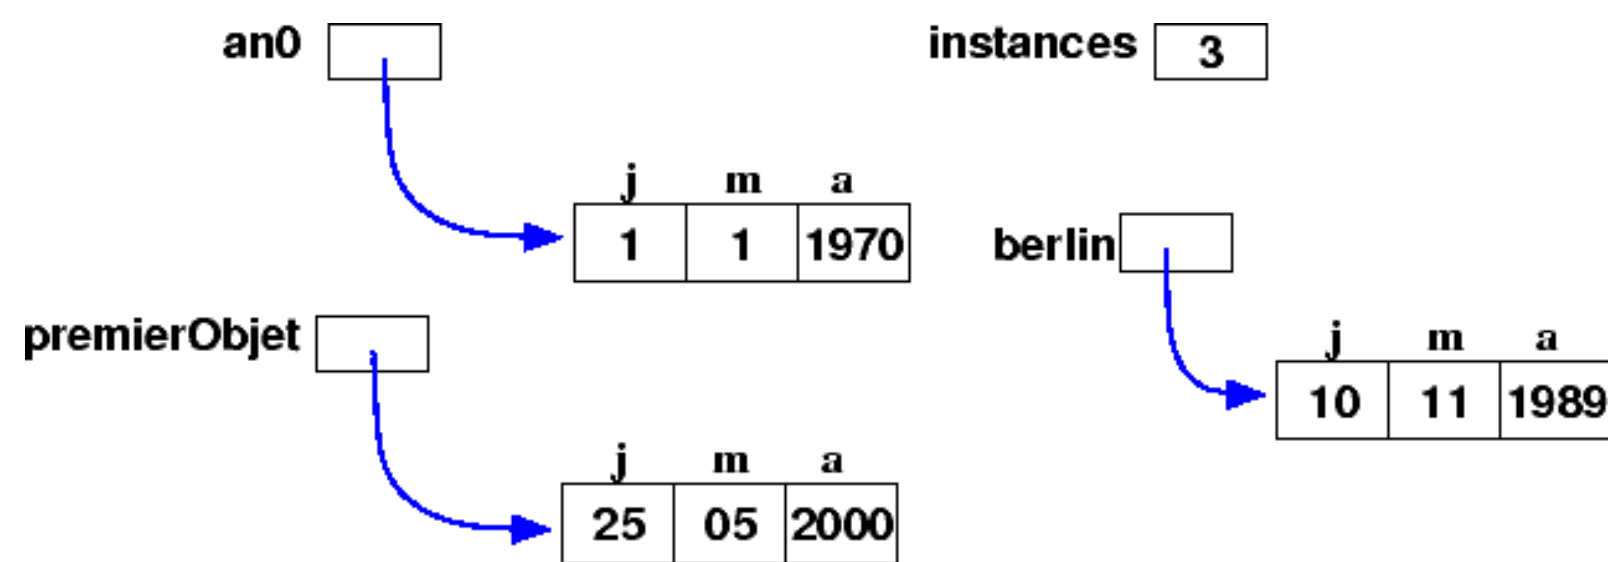 an0
instances 3
j m a
1 1 1970
berlin
premierObjet
j m a
10 11 1989
j m a
25 05 2000